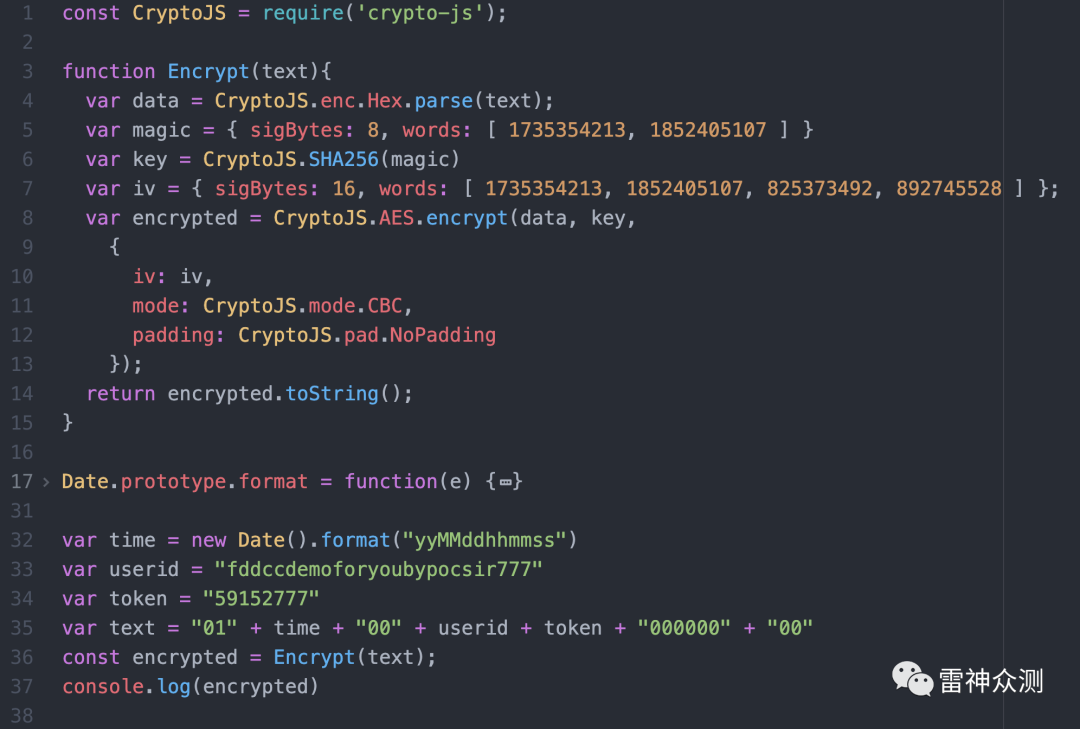 1 const CryptoJS = require('crypto-js');
2
3 function Encrypt(text){
4 var data = CryptoJS.enc.Hex.parse(text);
5 var magic = { sigBytes: 8, words: [ 1735354213, 1852405107 ] }
6 var key = CryptoJS.SHA256(magic)
7 var iv = { sigBytes: 16, words: [ 1735354213, 1852405107, 825373492, 892745528 ] };
8 var encrypted = CryptoJS.AES.encrypt(data, key,
9 {
10 iv: iv,
11 mode: CryptoJS.mode.CBC,
12 padding: CryptoJS.pad.NoPadding
13 });
14 return encrypted.toString();
15 }
16
17 › Date.prototype.format = function(e) {⋯}
31
32 var time = new Date().format("yyMMddhhmmss")
33 var userid = "fddccdemoforyoubypocsir777"
34 var token = "59152777"
35 var text = "01" + time + "00" + userid + token + "000000" + "00"
36 const encrypted = Encrypt(text);
37 console.log(encrypted)
38
雷神众测